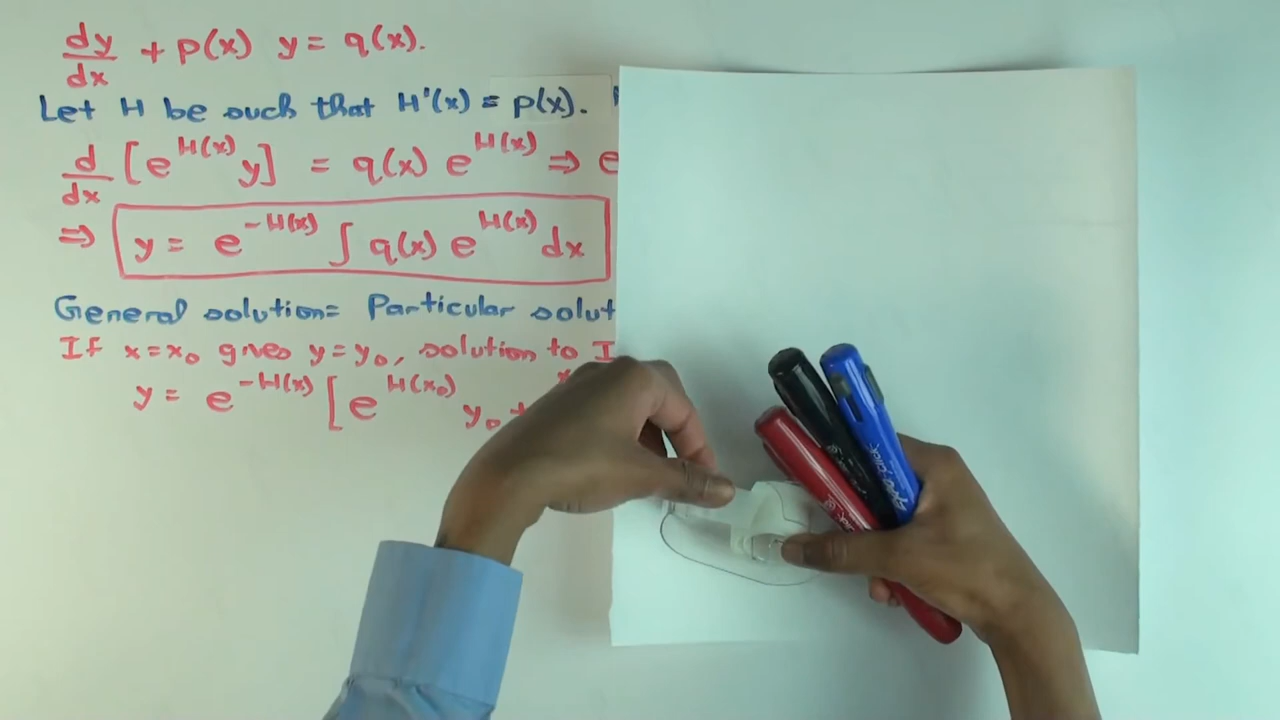 dy/dx + p(x) y = q(x).
Let H be such that H'(x) = p(x).
d/dx [e^{H(x)} y] = q(x) e^{H(x)} ⇒ e
⇒ y = e^{-H(x)} ∫ q(x) e^{H(x)} dx
General solution = Particular solut
If x=x₀ gives y=y₀, solution to I
y = e^{-H(x)} [e^{H(x₀)} y₀ +